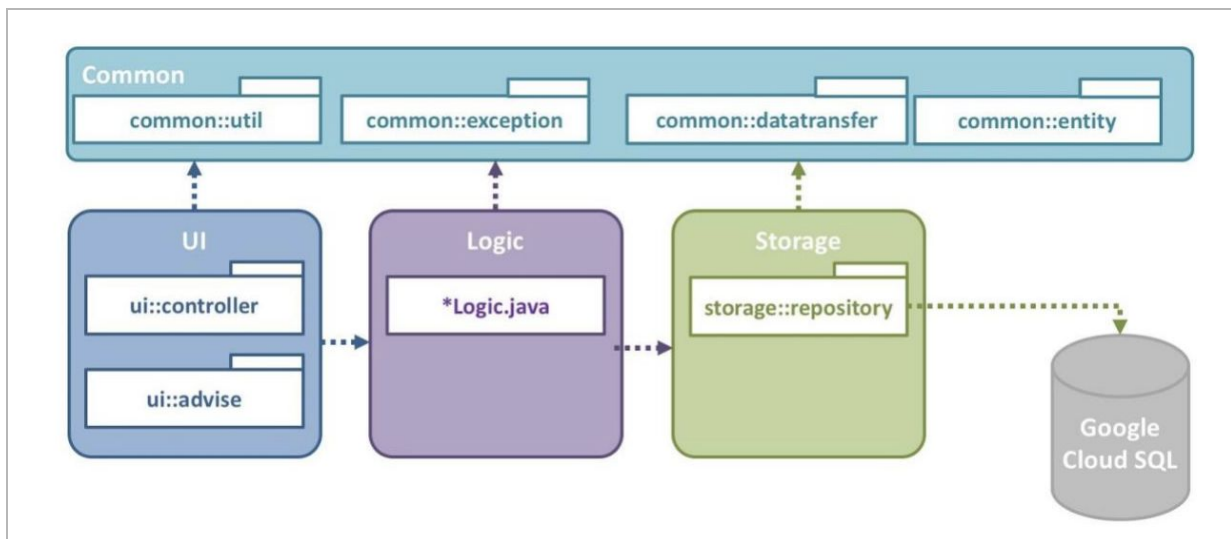 Common
common::util
common::exception
common::datatransfer
common::entity
UI
Logic
Storage
ui::controller
*Logic.java
storage::repository
ui::advise
Google
Cloud SQL